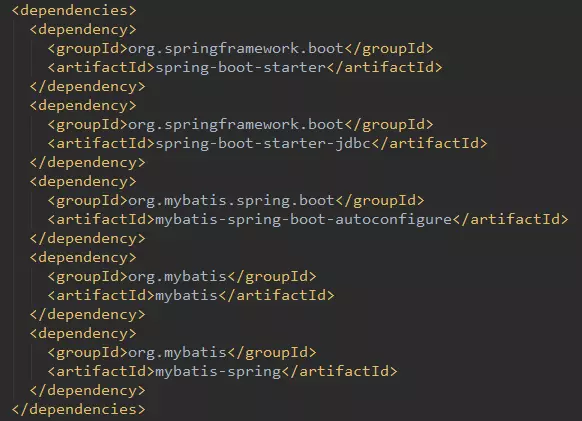 <dependencies>
<dependency>
<groupId>org.springframework.boot</groupId>
<artifactId>spring-boot-starter</artifactId>
</dependency>
<dependency>
<groupId>org.springframework.boot</groupId>
<artifactId>spring-boot-starter-jdbc</artifactId>
</dependency>
<dependency>
<groupId>org.mybatis.spring.boot</groupId>
<artifactId>mybatis-spring-boot-autoconfigure</artifactId>
</dependency>
<dependency>
<groupId>org.mybatis</groupId>
<artifactId>mybatis</artifactId>
</dependency>
<dependency>
<groupId>org.mybatis</groupId>
<artifactId>mybatis-spring</artifactId>
</dependency>
</dependencies>